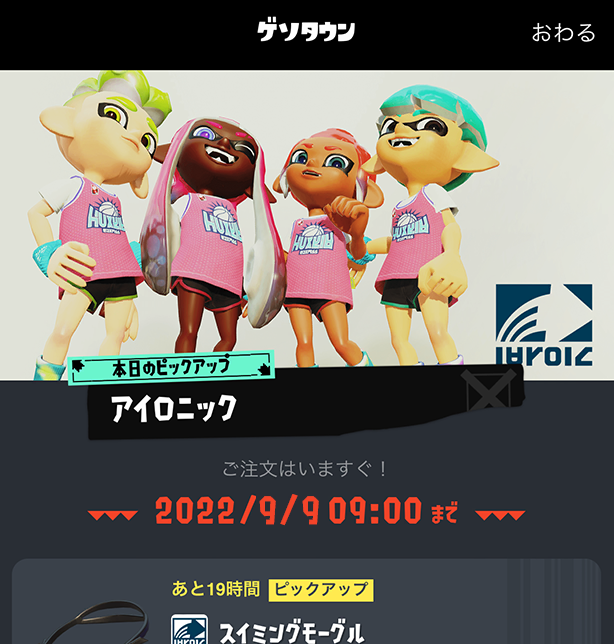 ゲソタウン
おわる
本日のピックアップ
アイロニック
ご注文はいますぐ！
2022/9/9 09:00 まで
あと19時間 ピックアップ
スイミングモーグル